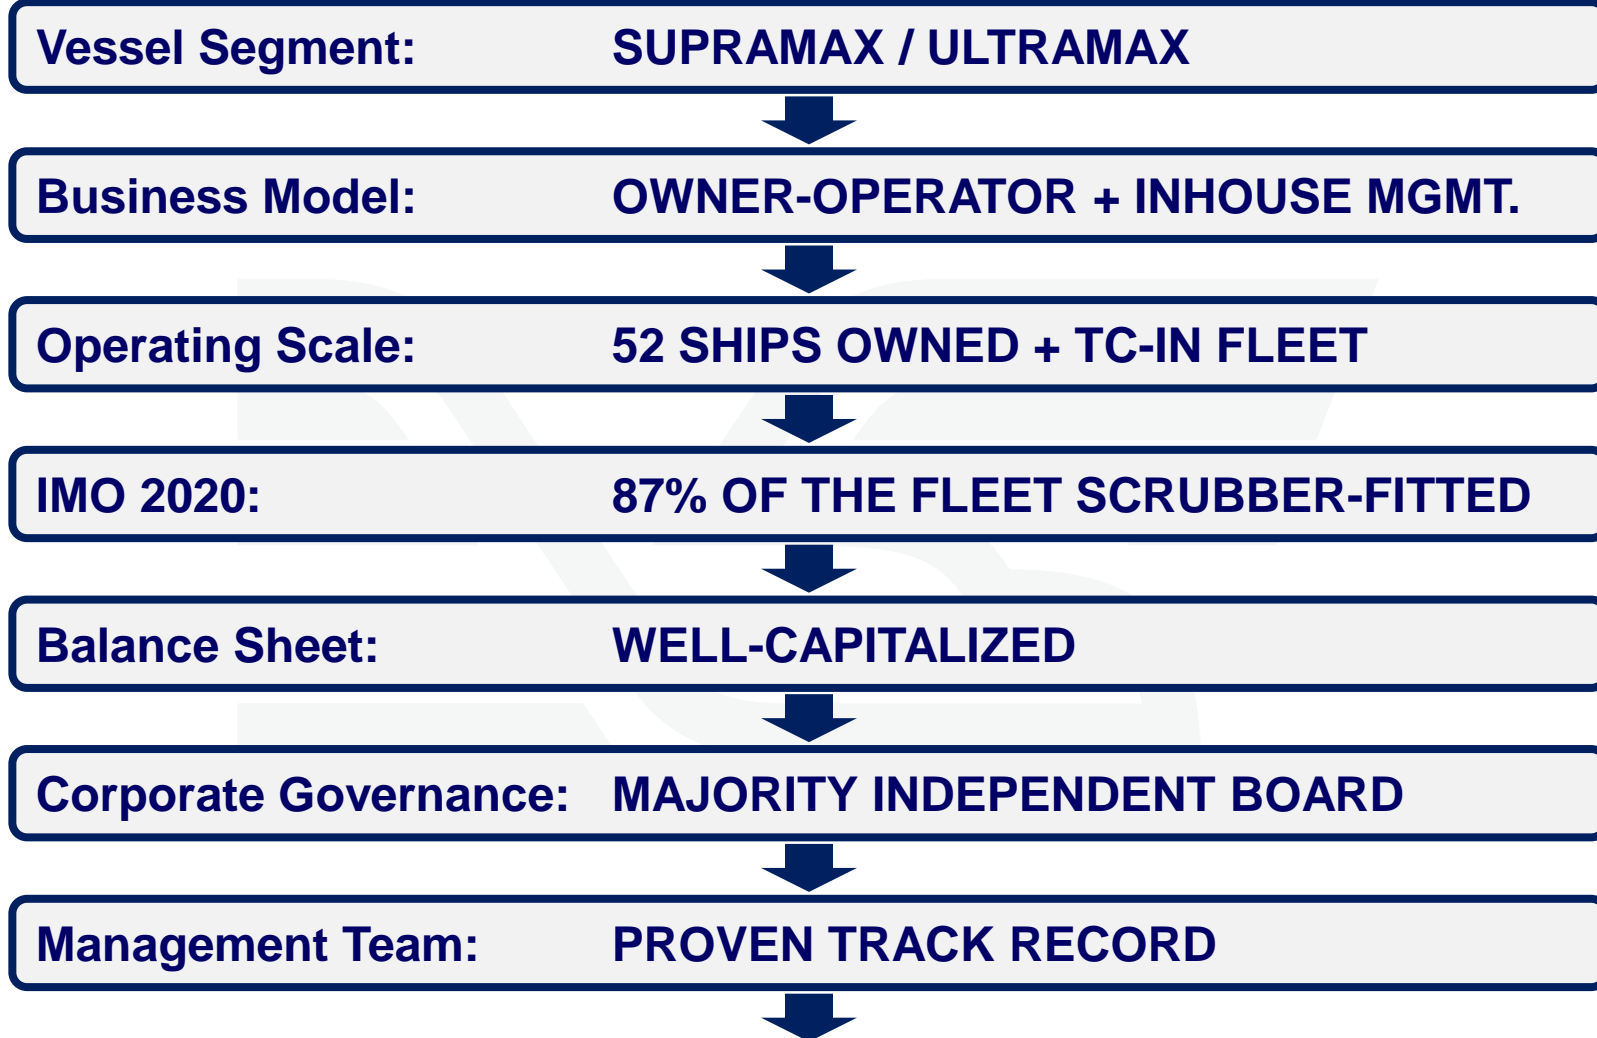 Vessel Segment: SUPRAMAX / ULTRAMAX
Business Model: OWNER-OPERATOR + INHOUSE MGMT.
Operating Scale: 52 SHIPS OWNED + TC-IN FLEET
IMO 2020: 87% OF THE FLEET SCRUBBER-FITTED
Balance Sheet: WELL-CAPITALIZED
Corporate Governance: MAJORITY INDEPENDENT BOARD
Management Team: PROVEN TRACK RECORD